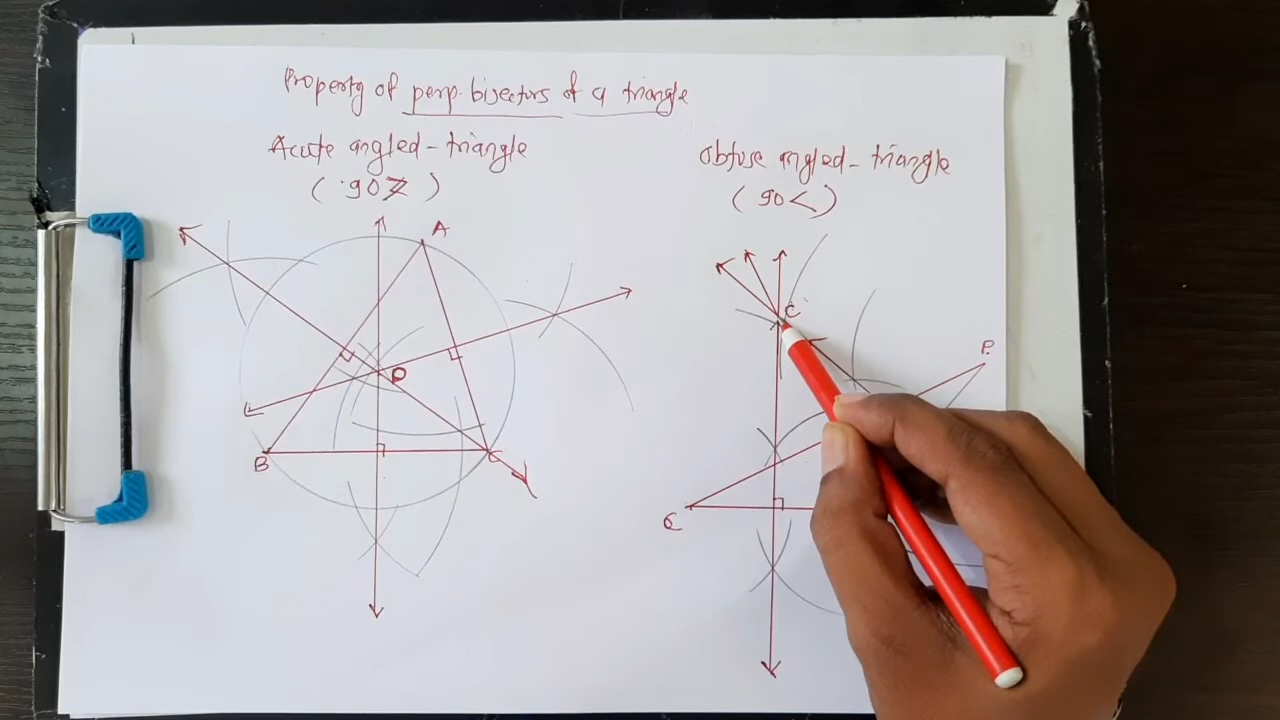 Property of perp. bisectors of a triangle
Acute angled-triangle
( 90> )
Obtuse angled-triangle
( 90< )
A
C
P
D
B
C
Q